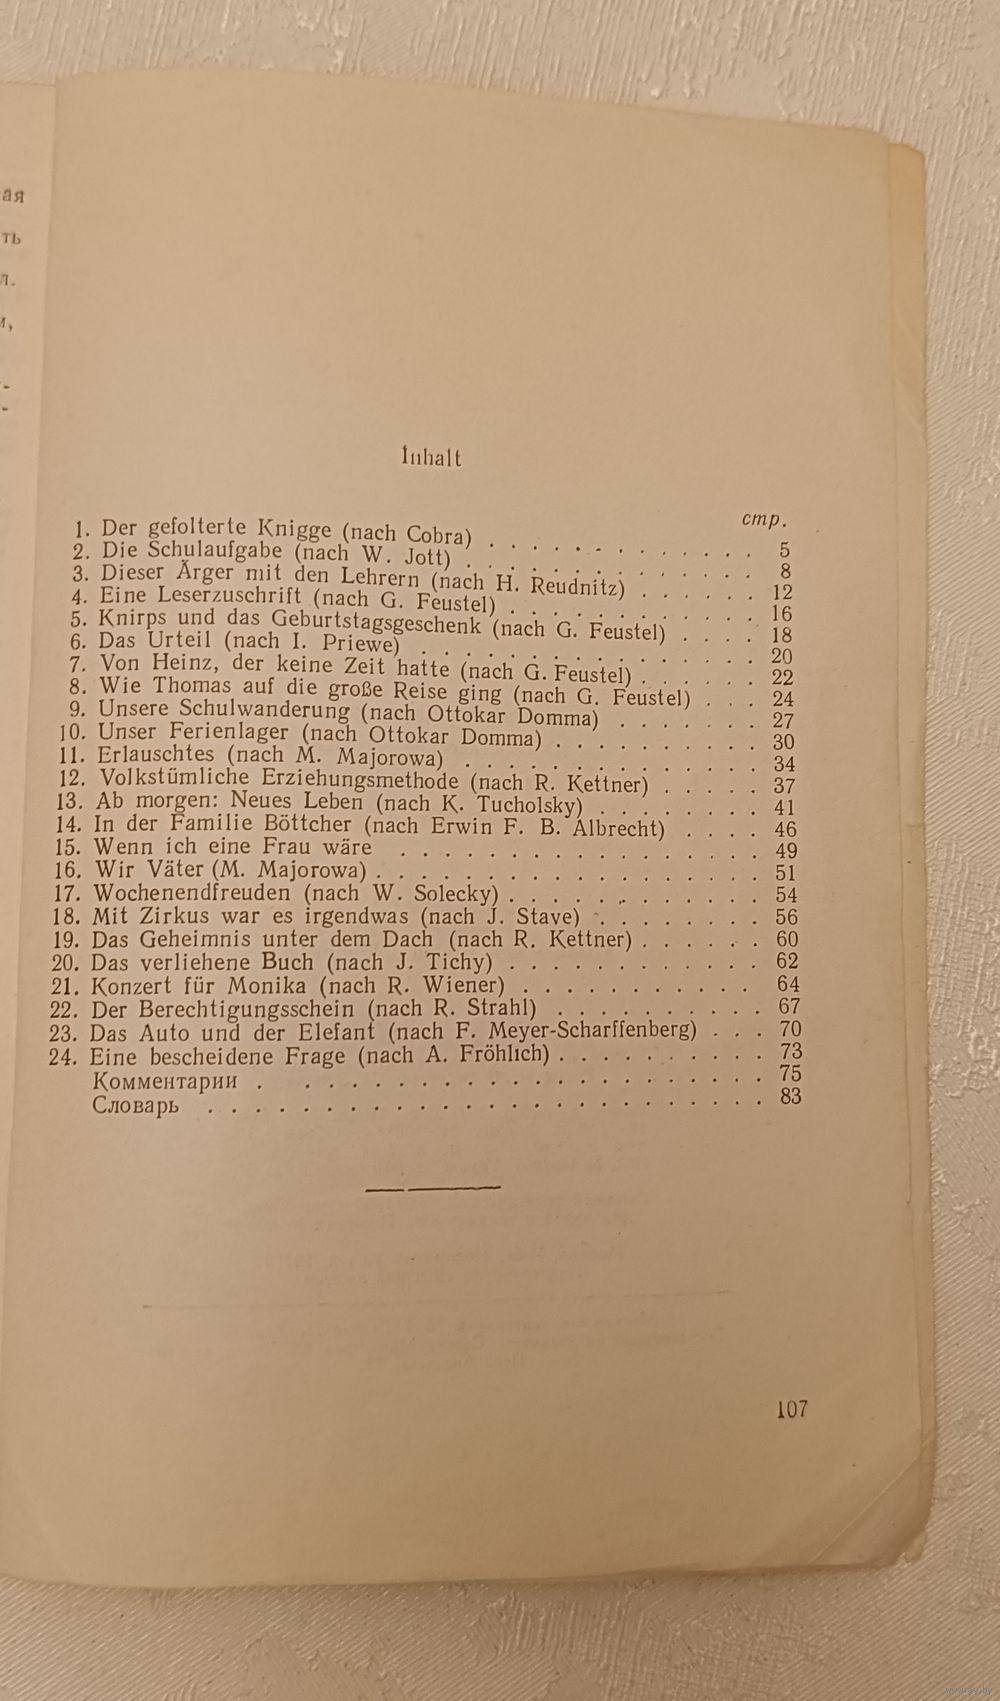 ая
ть
л.
Inhalt
стр.
1. Der gefolterte Knigge (nach Cobra) . . . . . . . . . . . . 5
2. Die Schulaufgabe (nach W. Jott) . . . . . . . . . . . . . 8
3. Dieser Ärger mit den Lehrern (nach H. Reudnitz) . . . . . . 12
4. Eine Leserzuschrift (nach G. Feustel) . . . . . . . . . . . 16
5. Knirps und das Geburtstagsgeschenk (nach G. Feustel) . . . . 18
6. Das Urteil (nach I. Priewe) . . . . . . . . . . . . . . . 20
7. Von Heinz, der keine Zeit hatte (nach G. Feustel) . . . . . . 22
8. Wie Thomas auf die große Reise ging (nach G. Feustel) . . . 24
9. Unsere Schulwanderung (nach Ottokar Domma) . . . . . . . 27
10. Unser Ferienlager (nach Ottokar Domma) . . . . . . . . . . 30
11. Erlauschtes (nach M. Majorowa) . . . . . . . . . . . . . 34
12. Volkstümliche Erziehungsmethode (nach R. Kettner) . . . . . 37
13. Ab morgen: Neues Leben (nach K. Tucholsky) . . . . . . . . 41
14. In der Familie Böttcher (nach Erwin F. B. Albrecht) . . . . 46
15. Wenn ich eine Frau wäre . . . . . . . . . . . . . . . . 49
16. Wir Väter (M. Majorowa) . . . . . . . . . . . . . . . . . 51
17. Wochenendfreuden (nach W. Solecky) . . . . . . . . . . . . 54
18. Mit Zirkus war es irgendwas (nach J. Stave) . . . . . . . . 56
19. Das Geheimnis unter dem Dach (nach R. Kettner) . . . . . . 60
20. Das verliehene Buch (nach J. Tichy) . . . . . . . . . . . 62
21. Konzert für Monika (nach R. Wiener) . . . . . . . . . . 64
22. Der Berechtigungsschein (nach R. Strahl) . . . . . . . . . 67
23. Das Auto und der Elefant (nach F. Meyer-Scharffenberg) . . . 70
24. Eine bescheidene Frage (nach A. Fröhlich) . . . . . . . . . 73
Комментарии . . . . . . . . . . . . . . . . . . . . . 75
Словарь . . . . . . . . . . . . . . . . . . . . . . . . 83
107